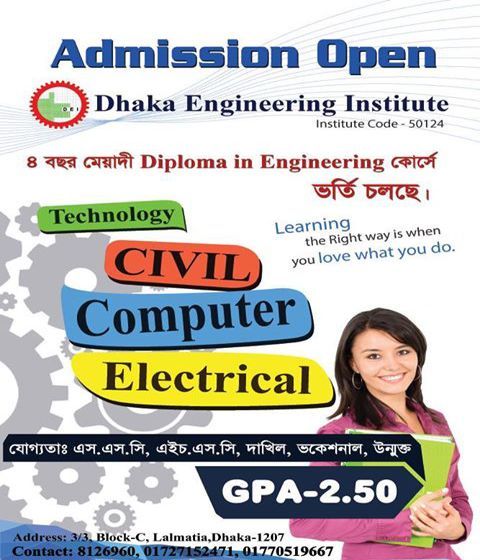 Admission Open
DEI
Dhaka Engineering Institute
Institute Code - 50124
৪ বছর মেয়াদী Diploma in Engineering কোর্সে
ভর্তি চলছে।
Technology
CIVIL
Computer
Electrical
Learning
the Right way is when
you love what you do.
যোগ্যতাঃ এস.এস.সি, এইচ.এস.সি, দাখিল, ভকেশনাল, উন্মুক্ত
GPA-2.50
Address: 3/3, Block-C, Lalmatia,Dhaka-1207
Contact: 8126960, 01727152471, 01770519667